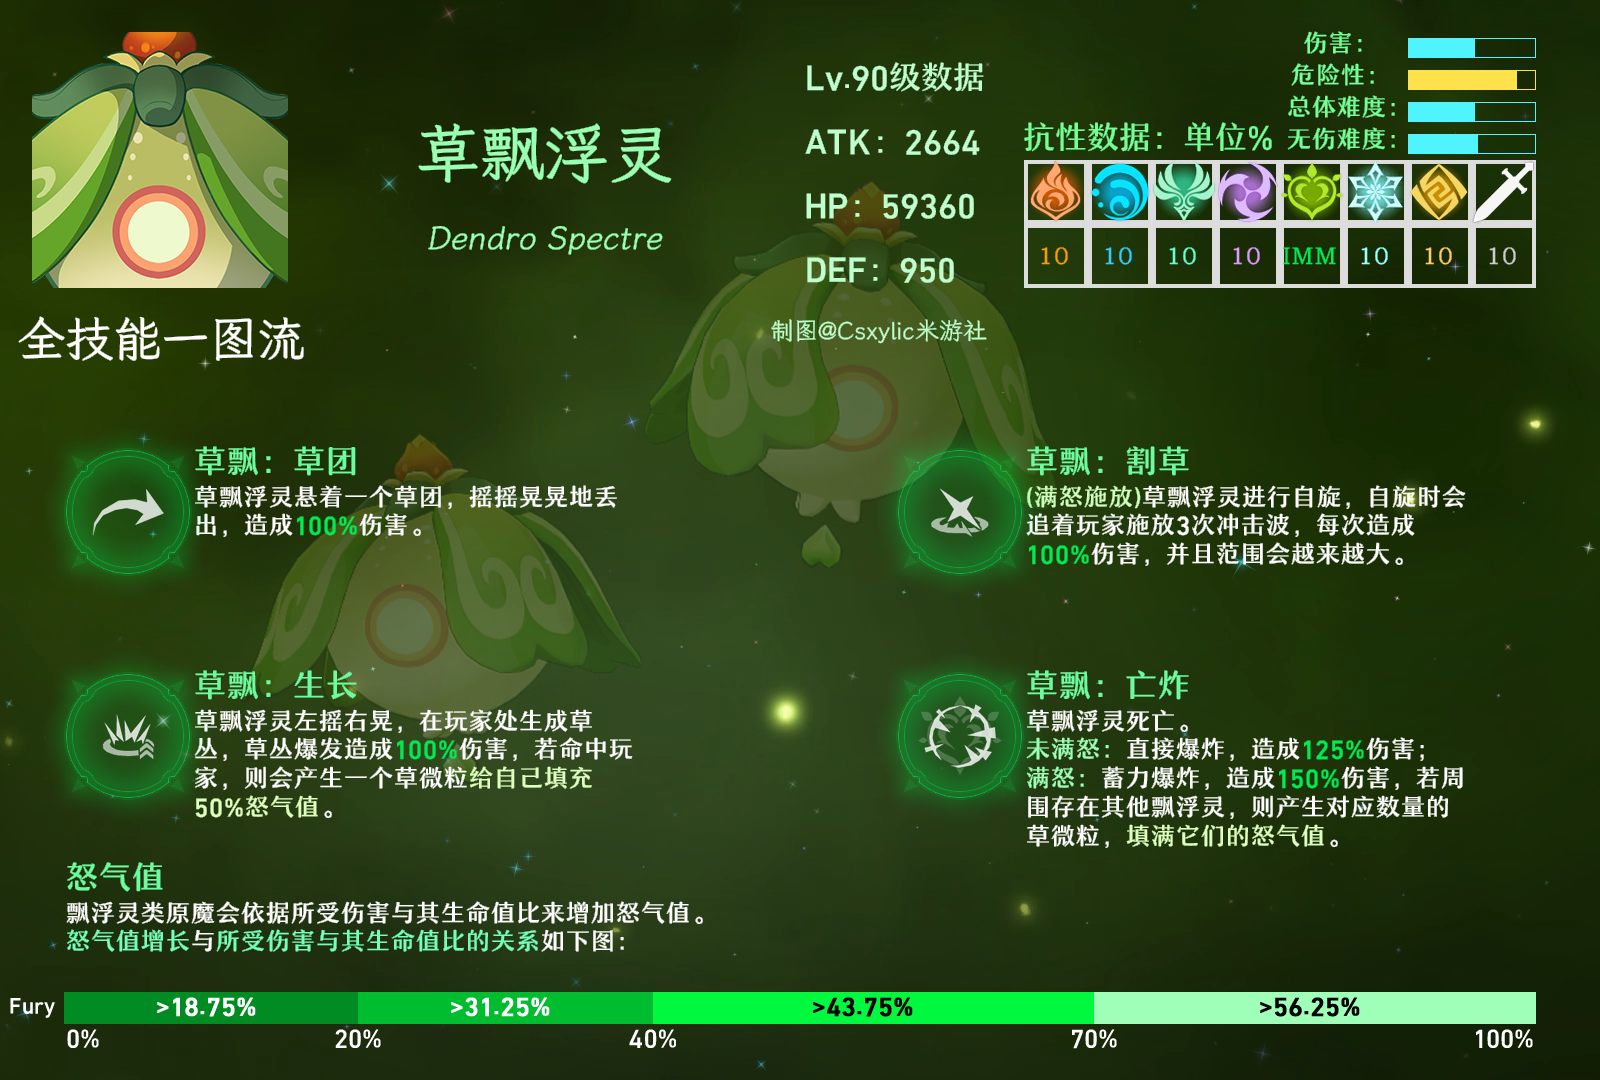 草飘浮灵
Dendro Spectre
全技能一图流
Lv.90级数据
ATK：2664
HP：59360
DEF：950
制图@Csxylic米游社
伤害：
危险性：
总体难度：
无伤难度：
抗性数据：单位%
10 10 10 10 IMM 10 10 10
草飘：草团
草飘浮灵悬着一个草团，摇摇晃晃地丢
出，造成100%伤害。
草飘：割草
(满怒施放)草飘浮灵进行自旋，自旋时会
追着玩家施放3次冲击波，每次造成
100%伤害，并且范围会越来越大。
草飘：生长
草飘浮灵左摇右晃，在玩家处生成草
丛，草丛爆发造成100%伤害，若命中玩
家，则会产生一个草微粒给自己填充
50%怒气值。
草飘：亡炸
草飘浮灵死亡。
未满怒：直接爆炸，造成125%伤害；
满怒：蓄力爆炸，造成150%伤害，若周
围存在其他飘浮灵，则产生对应数量的
草微粒，填满它们的怒气值。
怒气值
飘浮灵类原魔会依据所受伤害与其生命值比来增加怒气值。
怒气值增长与所受伤害与其生命值比的关系如下图：
Fury >18.75% >31.25% >43.75% >56.25%
0% 20% 40% 70% 100%